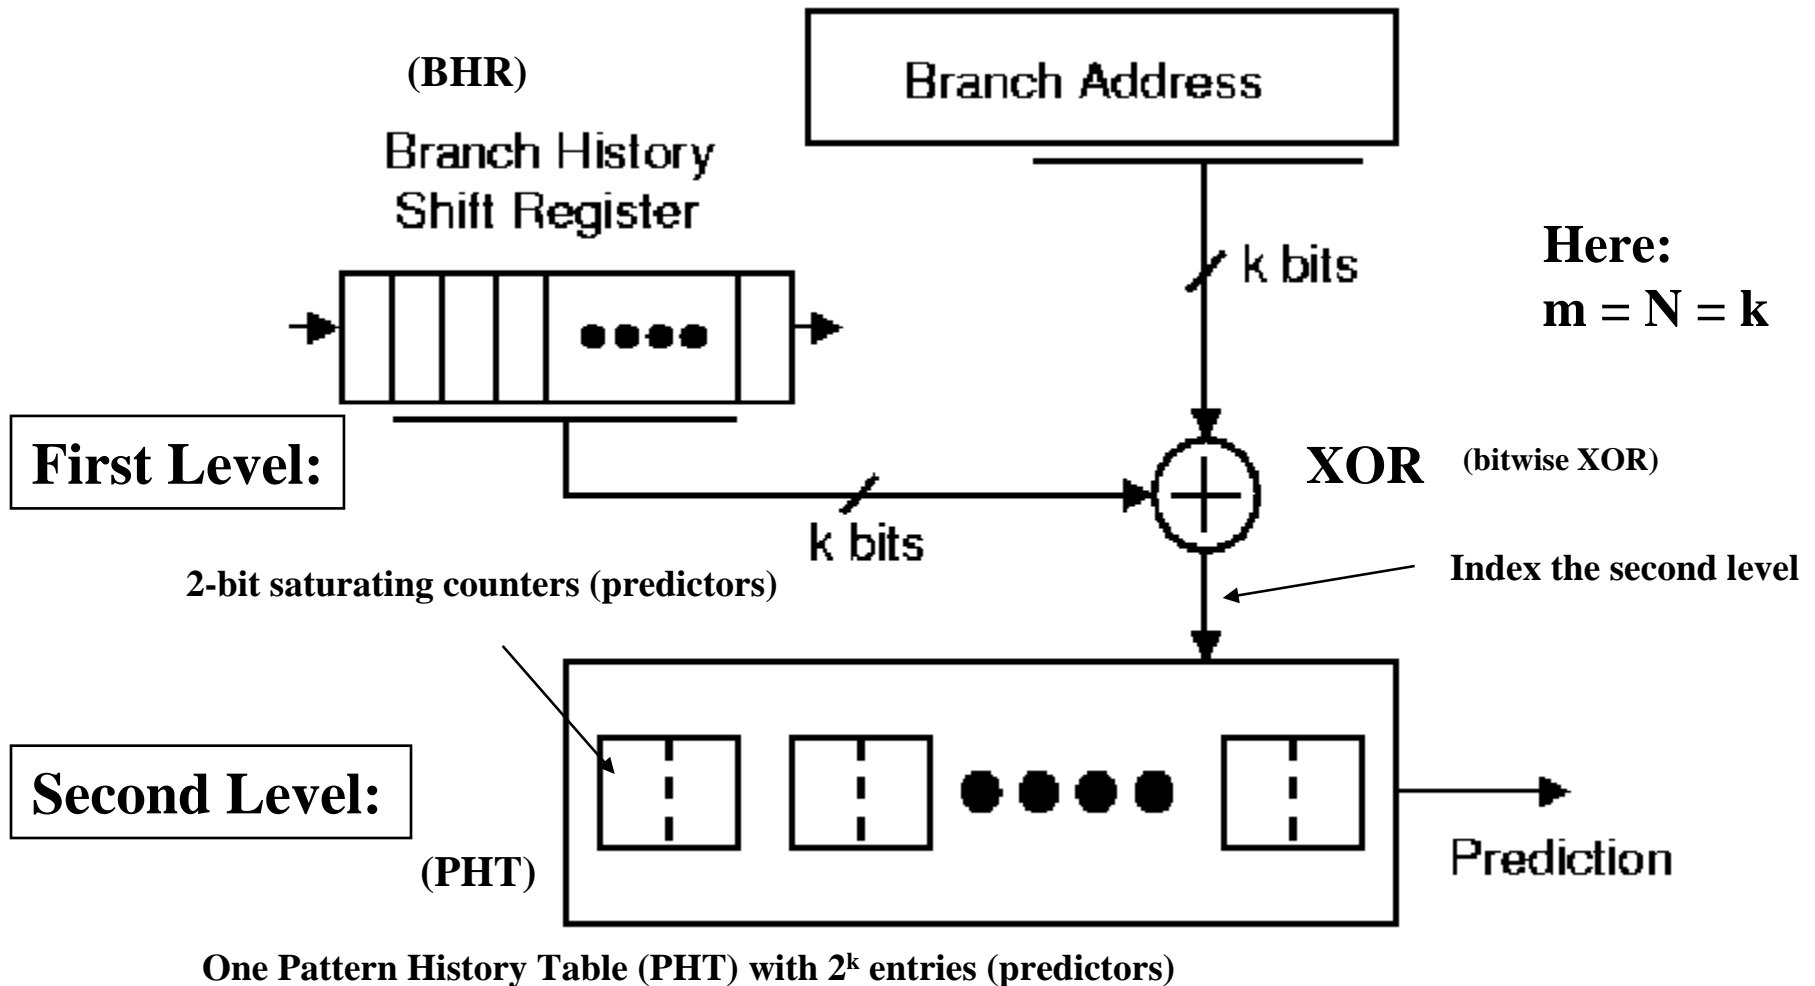 (BHR)
Branch Address
Branch History
Shift Register
k bits
Here:
m = N = k
First Level:
XOR (bitwise XOR)
k bits
2-bit saturating counters (predictors)
Index the second level
Second Level:
(PHT)
Prediction
One Pattern History Table (PHT) with 2ᵏ entries (predictors)